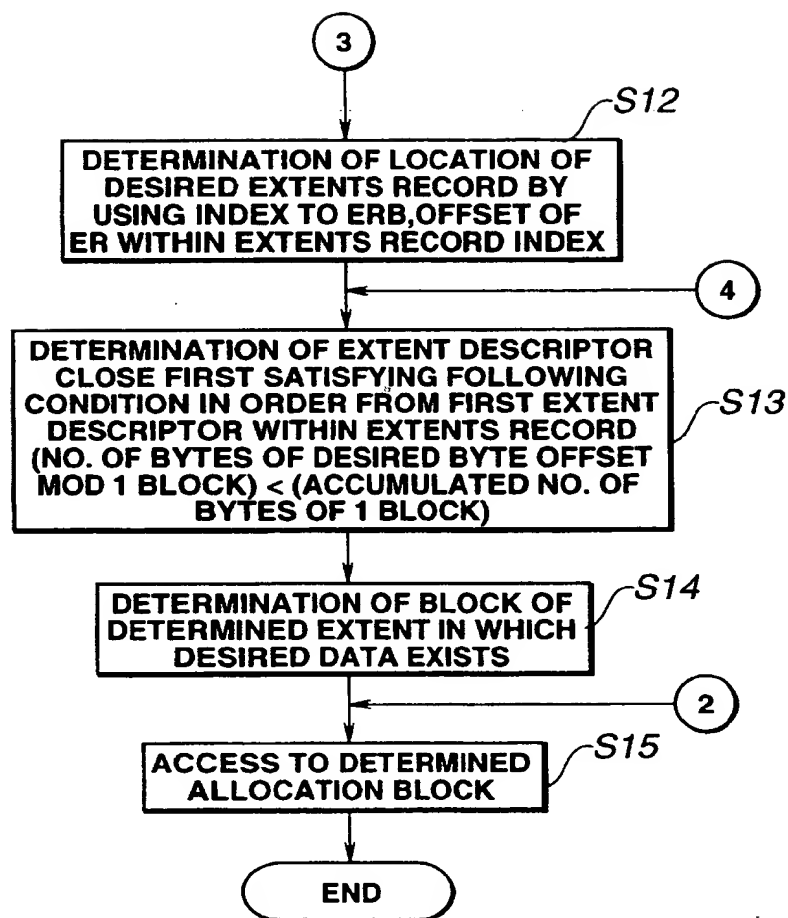 3
S12
DETERMINATION OF LOCATION OF
DESIRED EXTENTS RECORD BY
USING INDEX TO ERB,OFFSET OF
ER WITHIN EXTENTS RECORD INDEX
4
DETERMINATION OF EXTENT DESCRIPTOR
CLOSE FIRST SATISFYING FOLLOWING
CONDITION IN ORDER FROM FIRST EXTENT
DESCRIPTOR WITHIN EXTENTS RECORD
(NO. OF BYTES OF DESIRED BYTE OFFSET
MOD 1 BLOCK) < (ACCUMULATED NO. OF
BYTES OF 1 BLOCK)
S13
S14
DETERMINATION OF BLOCK OF
DETERMINED EXTENT IN WHICH
DESIRED DATA EXISTS
2
S15
ACCESS TO DETERMINED
ALLOCATION BLOCK
END